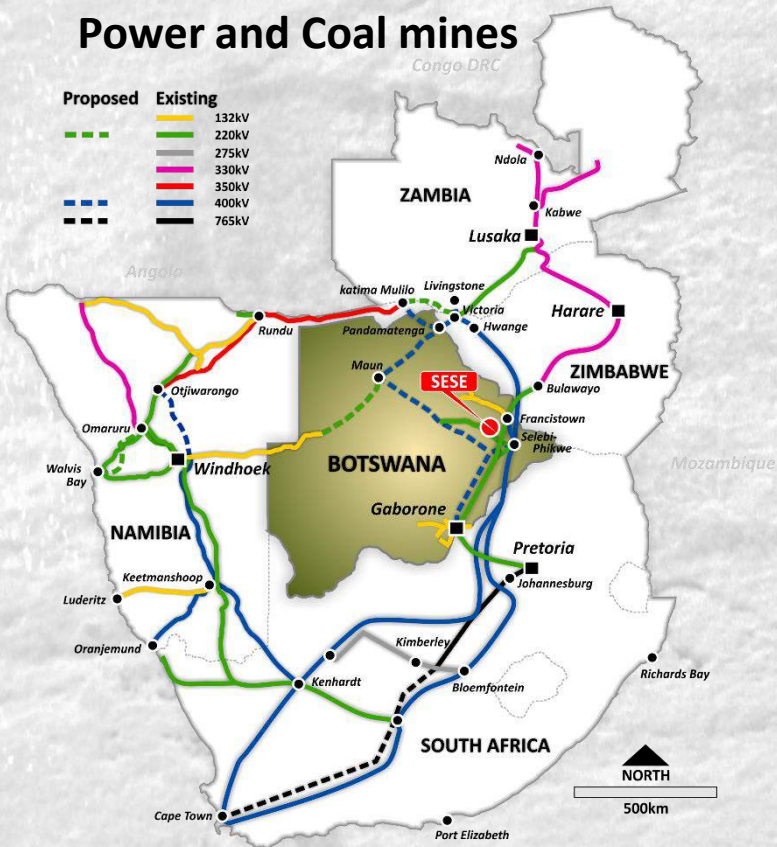 Power and Coal mines
Congo DRC
Proposed Existing
132kV
220kV
275kV
330kV
350kV
400kV
765kV
Ndola
ZAMBIA
Kabwe
Lusaka
Angola
katima Mulilo
Livingstone
Victoria
Rundu
Pandamatenga
Hwange
Harare
Maun
ZIMBABWE
SESE
Bulawayo
Otjiwarongo
Francistown
Omaruru
Selebi-
Phikwe
Walvis
Bay
Windhoek
BOTSWANA
Mozambique
Gaborone
NAMIBIA
Pretoria
Keetmanshoop
Johannesburg
Luderitz
Oranjemund
Kimberley
Richards Bay
Kenhardt
Bloemfontein
SOUTH AFRICA
NORTH
500km
Cape Town
Port Elizabeth